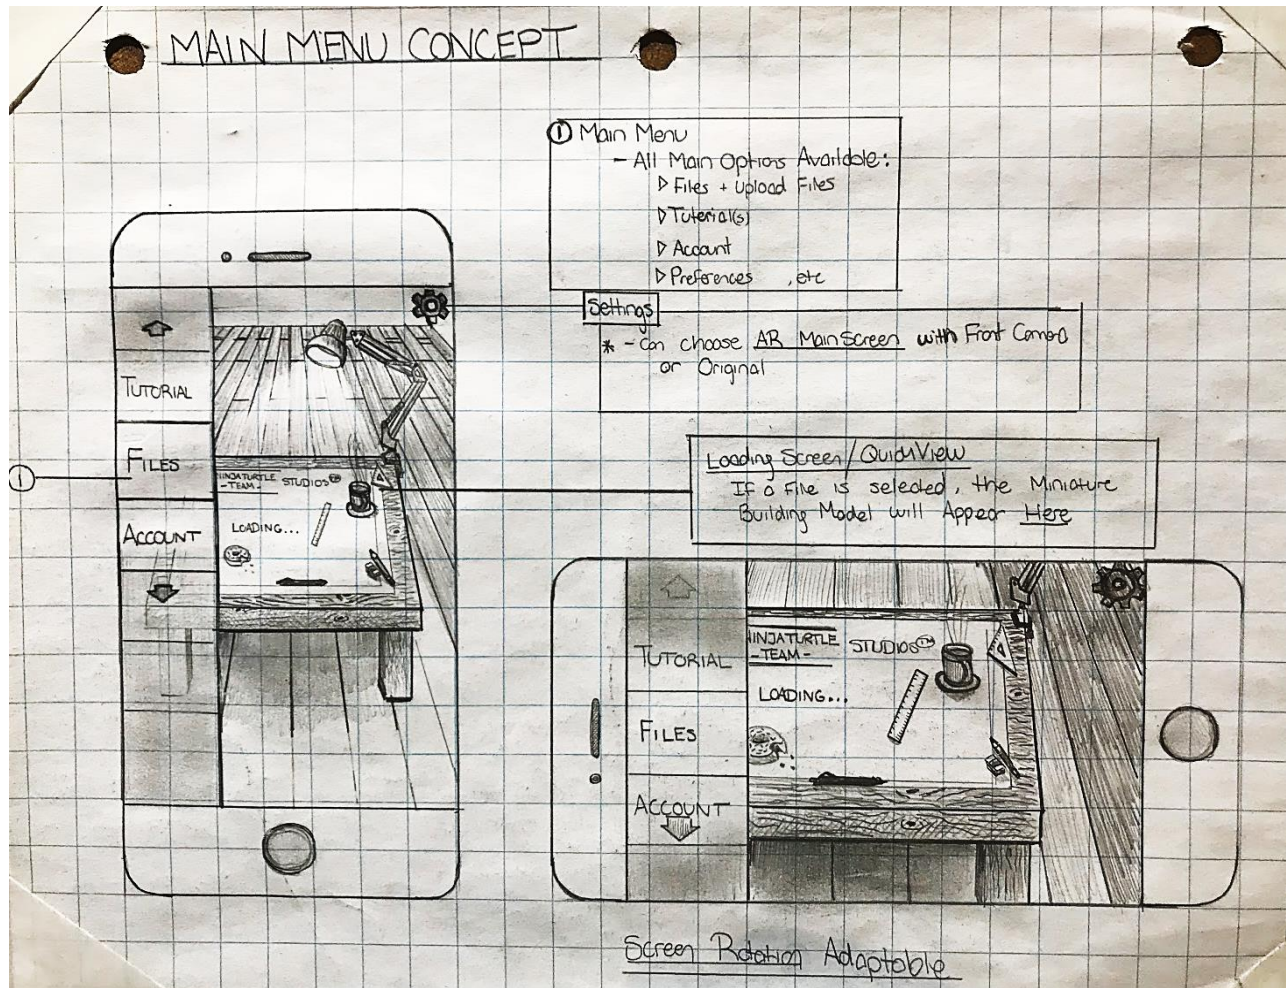 MAIN MENU CONCEPT
① Main Menu
- All Main Options Available:
▷ Files + Upload Files
▷ Tuterial(s)
▷ Account
▷ Preferences , etc
Settings
* - Can choose AR Main Screen with Front Camera
or Original
TUTORIAL
FILES
ACCOUNT
①
NINJATURTLE
- TEAM -
STUDIOS™
LOADING...
Loading Screen/QuickView
If a File is selected, the Miniature
Building Model will Appear Here
TUTORIAL
FILES
ACCOUNT
NINJATURTLE
- TEAM -
STUDIOS™
LOADING...
Screen Rotation Adaptable